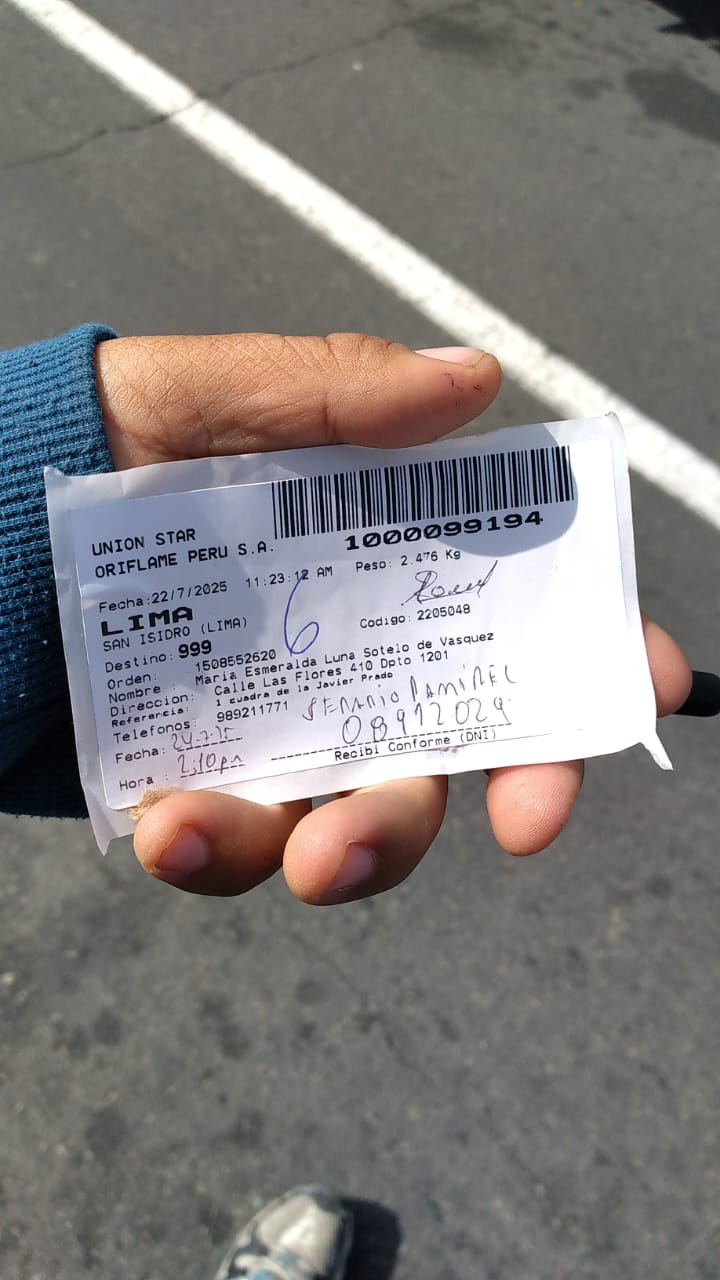 1000099194
UNION STAR
ORIFLAME PERU S.A.
Fecha:22/7/2025 11:23:12 AM Peso: 2.476 Kg
LIMA
SAN ISIDRO (LIMA)
6
Destino: 999
Codigo: 2205048
Orden: 1508552620
Nombre : Maria Esmeralda Luna Sotelo de Vasquez
Direccion: Calle Las Flores 410 Dpto 1201
Referencia: 1 cuadra de la Javier Prado
Telefonos: 989211771
Fecha: 24.7.25
08912029
Hora : 2:10pm
Recibi Conforme (DNI)